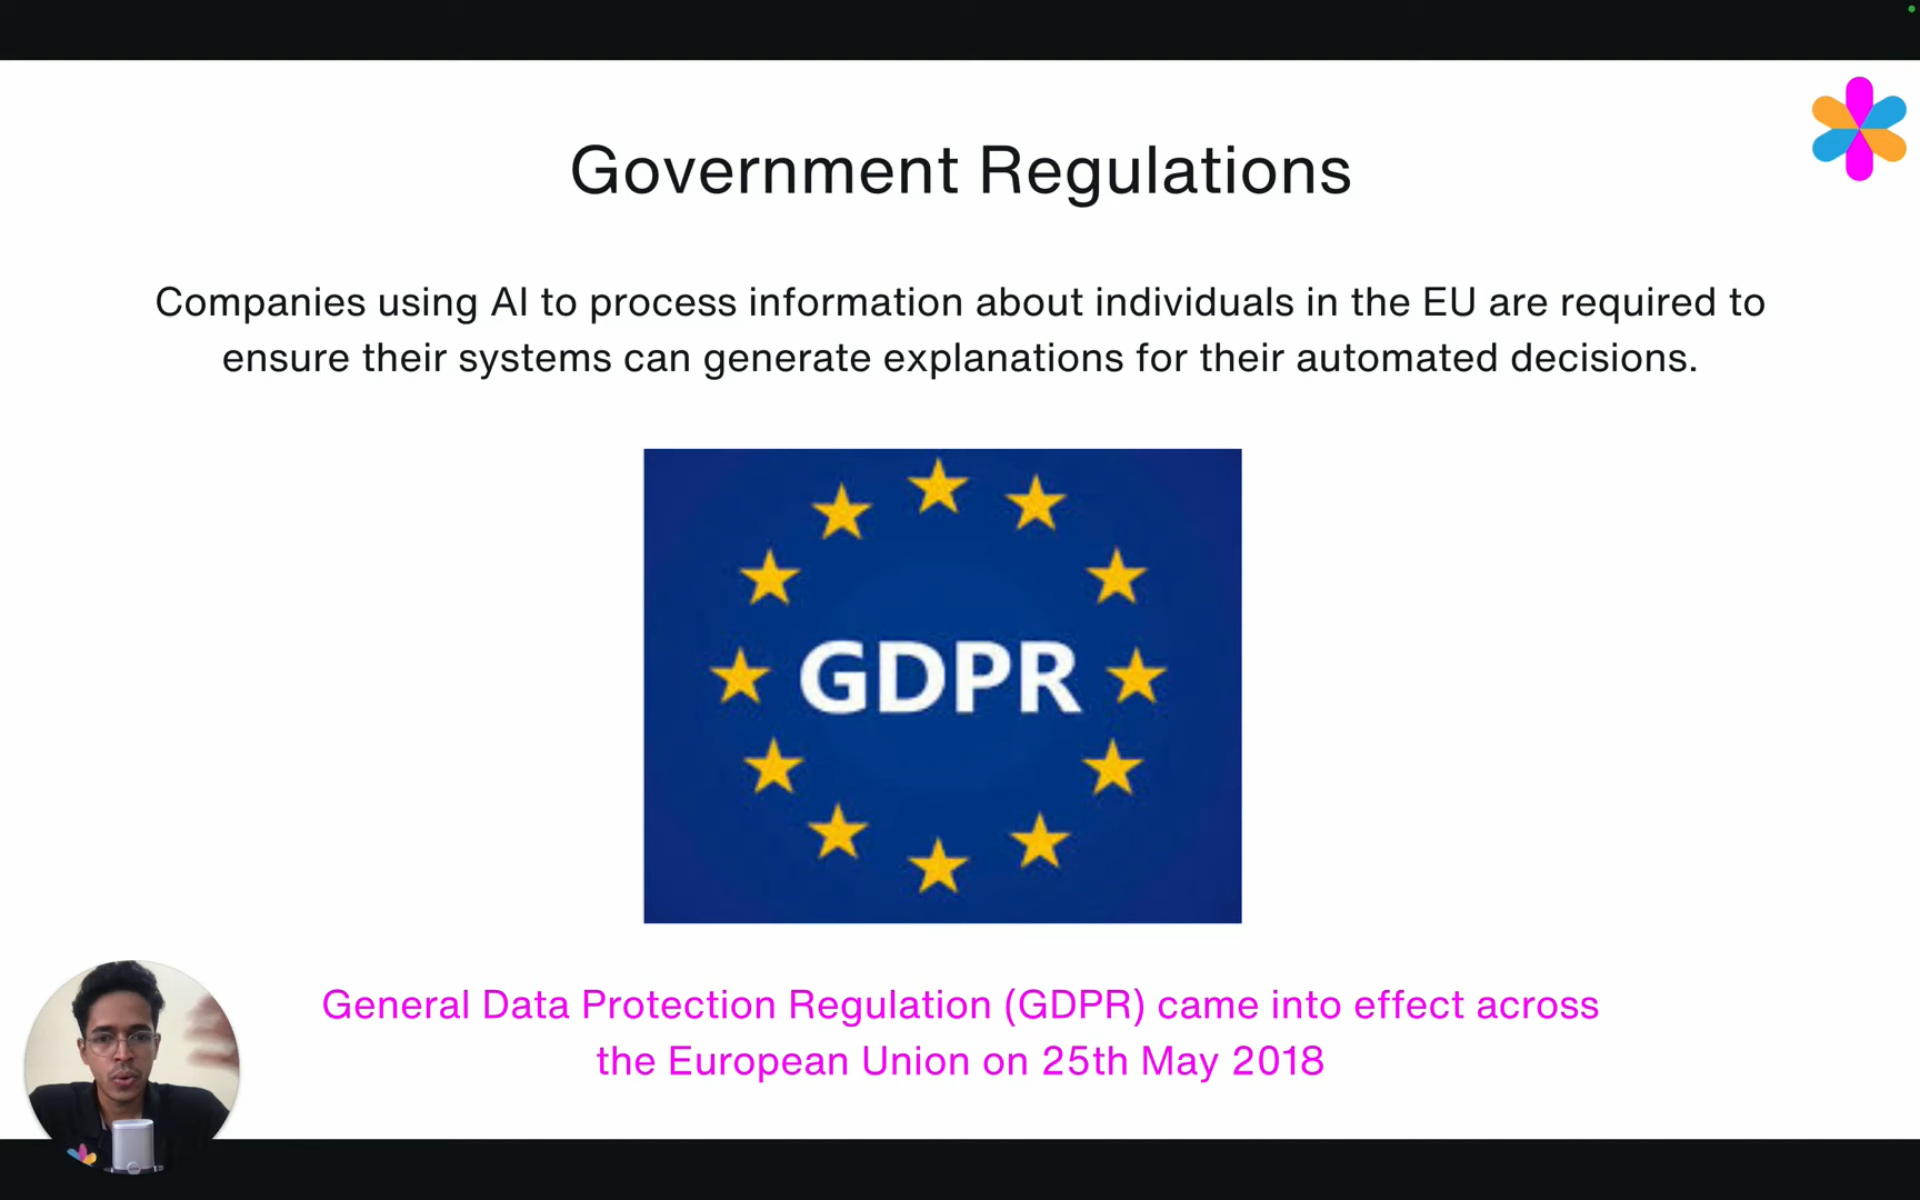 Government Regulations
Companies using AI to process information about individuals in the EU are required to
ensure their systems can generate explanations for their automated decisions.
GDPR
General Data Protection Regulation (GDPR) came into effect across
the European Union on 25th May 2018